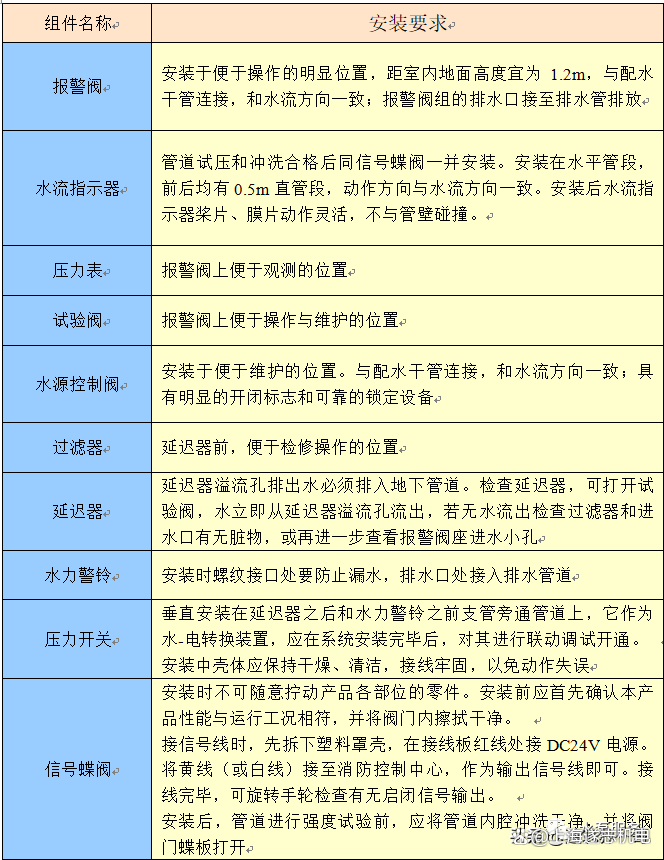 组件名称
安装要求
报警阀
安装于便于操作的明显位置，距室内地面高度宜为 1.2m，与配水
干管连接，和水流方向一致；报警阀组的排水口接至排水管排放
水流指示器
管道试压和冲洗合格后同信号蝶阀一并安装。安装在水平管段，
前后均有 0.5m 直管段，动作方向与水流方向一致。安装后水流指
示器桨片、膜片动作灵活，不与管壁碰撞。
压力表
报警阀上便于观测的位置
试验阀
报警阀上便于操作与维护的位置
水源控制阀
安装于便于维护的位置。与配水干管连接，和水流方向一致；具
有明显的开闭标志和可靠的锁定设备
过滤器
延迟器前，便于检修操作的位置
延迟器
延迟器溢流孔排出水必须排入地下管道。检查延迟器，可打开试
验阀，水立即从延迟器溢流孔流出，若无水流出检查过滤器和进
水口有无脏物，或再进一步查看报警阀座进水小孔
水力警铃
安装时螺纹接口处要防止漏水，排水口处接入排水管道
压力开关
垂直安装在延迟器之后和水力警铃之前支管旁通管道上，它作为
水-电转换装置，应在系统安装完毕后，对其进行联动调试开通。
安装中壳体应保持干燥、清洁，接线牢固，以免动作失误
信号蝶阀
安装时不可随意拧动产品各部位的零件。安装前应首先确认本产
品性能与运行工况相符，并将阀门内擦拭干净。
接信号线时，先拆下塑料罩壳，在接线板红线处接 DC24V 电源。
将黄线（或白线）接至消防控制中心，作为输出信号线即可。接
线完毕，可旋转手轮检查有无启闭信号输出。
安装后，管道进行强度试验前，应将管道内腔冲洗干净，并将阀
门蝶板打开